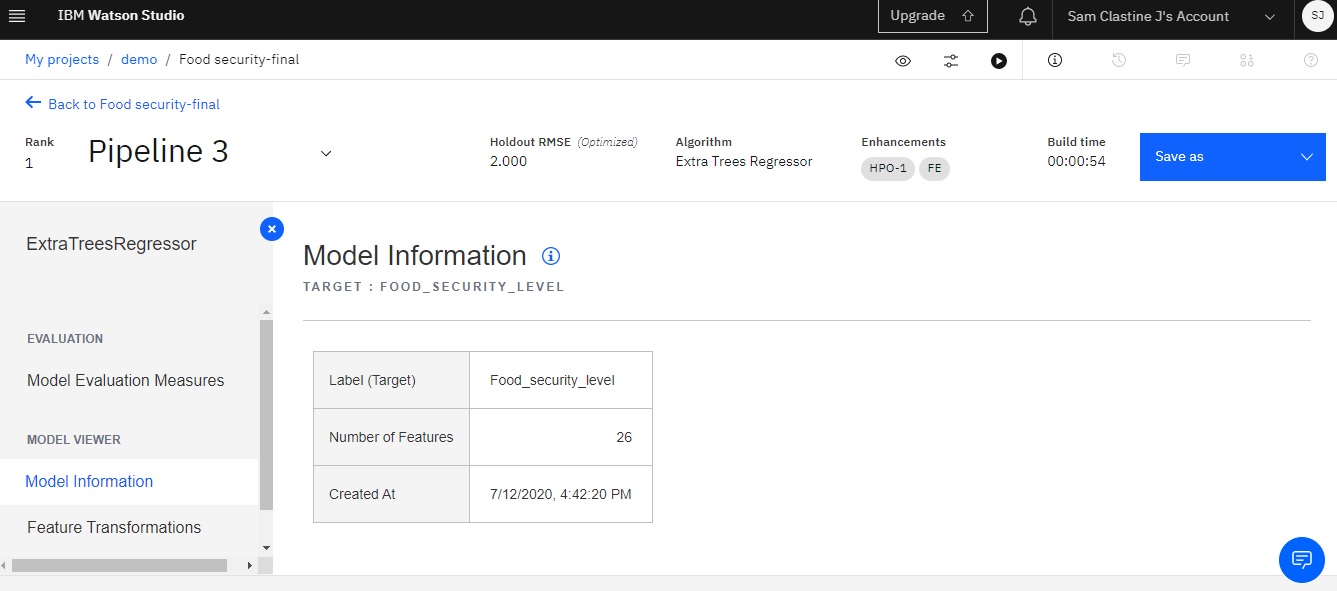 IBM Watson Studio
Upgrade
Sam Clastine J's Account
SJ
My projects / demo / Food security-final
Back to Food security-final
Rank
1
Pipeline 3
Holdout RMSE (Optimized)
2.000
Algorithm
Extra Trees Regressor
Enhancements
HPO-1 FE
Build time
00:00:54
Save as
ExtraTreesRegressor
EVALUATION
Model Evaluation Measures
MODEL VIEWER
Model Information
Feature Transformations
Model Information
TARGET : FOOD_SECURITY_LEVEL
Label (Target) Food_security_level
Number of Features 26
Created At 7/12/2020, 4:42:20 PM